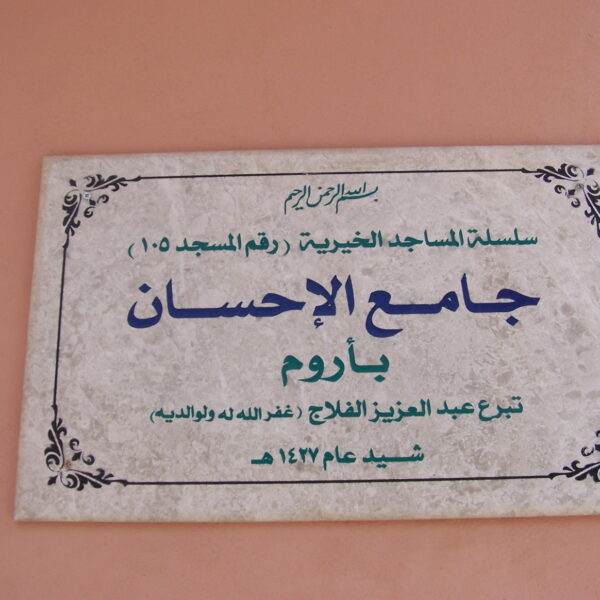 بسم الله الرحمن الرحيم
سلسلة المساجد الخيرية (رقم المسجد ١٠٥)
جامع الإحسان
بأروم
تبرع عبد العزيز الفلاج (غفر الله له ولوالديه)
شيد عام ١٤٢٧ هـ